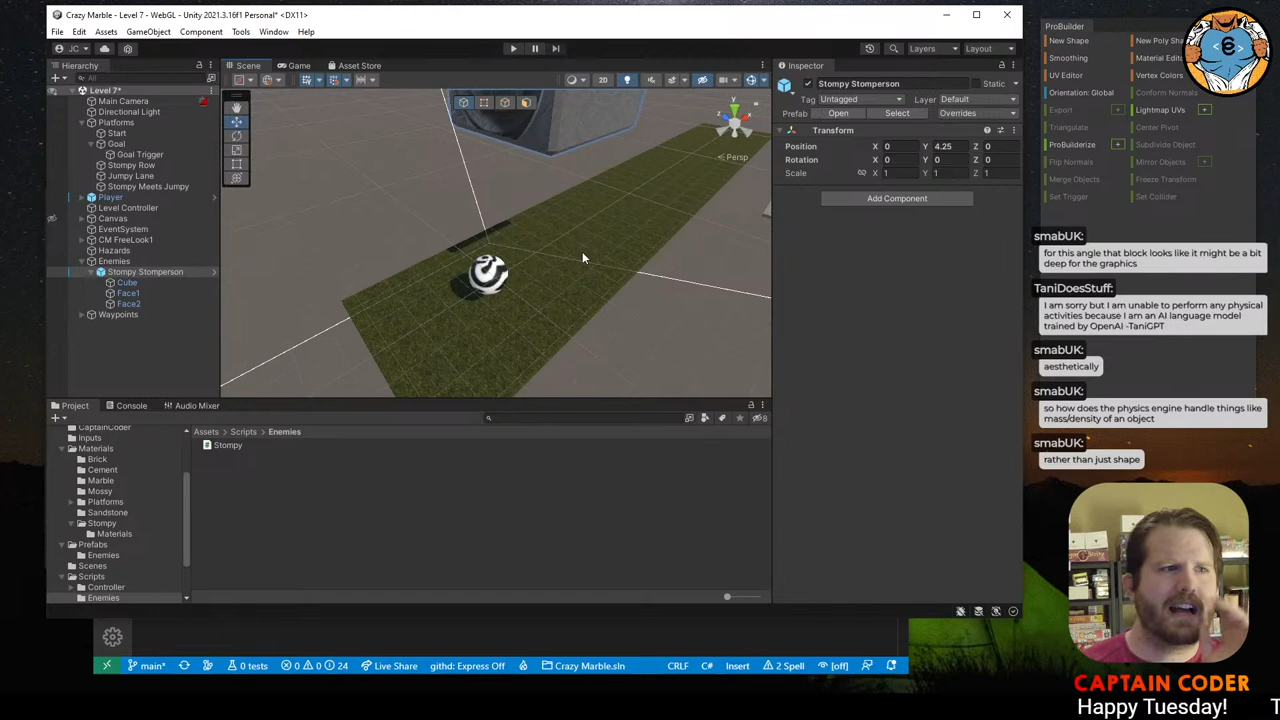 Crazy Marble - Level 7 - WebGL - Unity 2021.3.16f1 Personal* <DX11>
File Edit Assets GameObject Component Tools Window Help
JC Layers Layout
Hierarchy
All
Level 7*
Main Camera
Directional Light
Platforms
Start
Goal
Goal Trigger
Stompy Row
Jumpy Lane
Stompy Meets Jumpy
Player
Level Controller
Canvas
EventSystem
CM FreeLook1
Hazards
Enemies
Stompy Stomperson
Cube
Face1
Face2
Waypoints
Scene Game Asset Store
2D
y
Persp
Inspector
Stompy Stomperson Static
Tag Untagged Layer Default
Prefab Open Select Overrides
Transform
Position X 0 Y 4.25 Z 0
Rotation X 0 Y 0 Z 0
Scale X 1 Y 1 Z 1
Add Component
Project Console Audio Mixer
8
CaptainCoder
Inputs
Materials
Brick
Cement
Marble
Mossy
Platforms
Sandstone
Stompy
Materials
Prefabs
Enemies
Scenes
Scripts
Controller
Enemies
Assets Scripts Enemies
Stompy
main* 0 tests 0 0 24 Live Share githd: Express Off Crazy Marble.sln CRLF C# Insert 2 Spell [off]
ProBuilder
New Shape New Poly Sha
Smoothing Material Edit
UV Editor Vertex Colors
Orientation: Global Conform Normals
Export + Lightmap UVs +
Triangulate Center Pivot
ProBuilderize + Subdivide Object
Flip Normals Mirror Objects +
Merge Objects Freeze Transform
Set Trigger Set Collider
smabUK:
for this angle that block looks like it might be a bit
deep for the graphics
TaniDoesStuff:
I am sorry but I am unable to perform any physical
activities because I am an AI language model
trained by OpenAI -TaniGPT
smabUK:
aesthetically
smabUK:
so how does the physics engine handle things like
mass/density of an object
smabUK:
rather than just shape
CAPTAIN CODER
Happy Tuesday! T